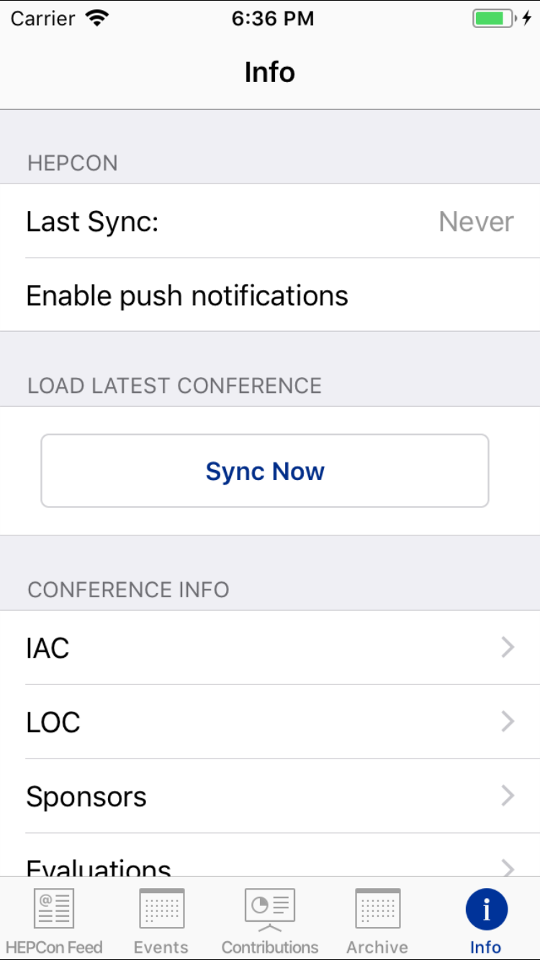 Carrier 6:36 PM
Info
HEPCON
Last Sync: Never
Enable push notifications
LOAD LATEST CONFERENCE
Sync Now
CONFERENCE INFO
IAC
LOC
Sponsors
Evaluations
HEPCon Feed Events Contributions Archive Info